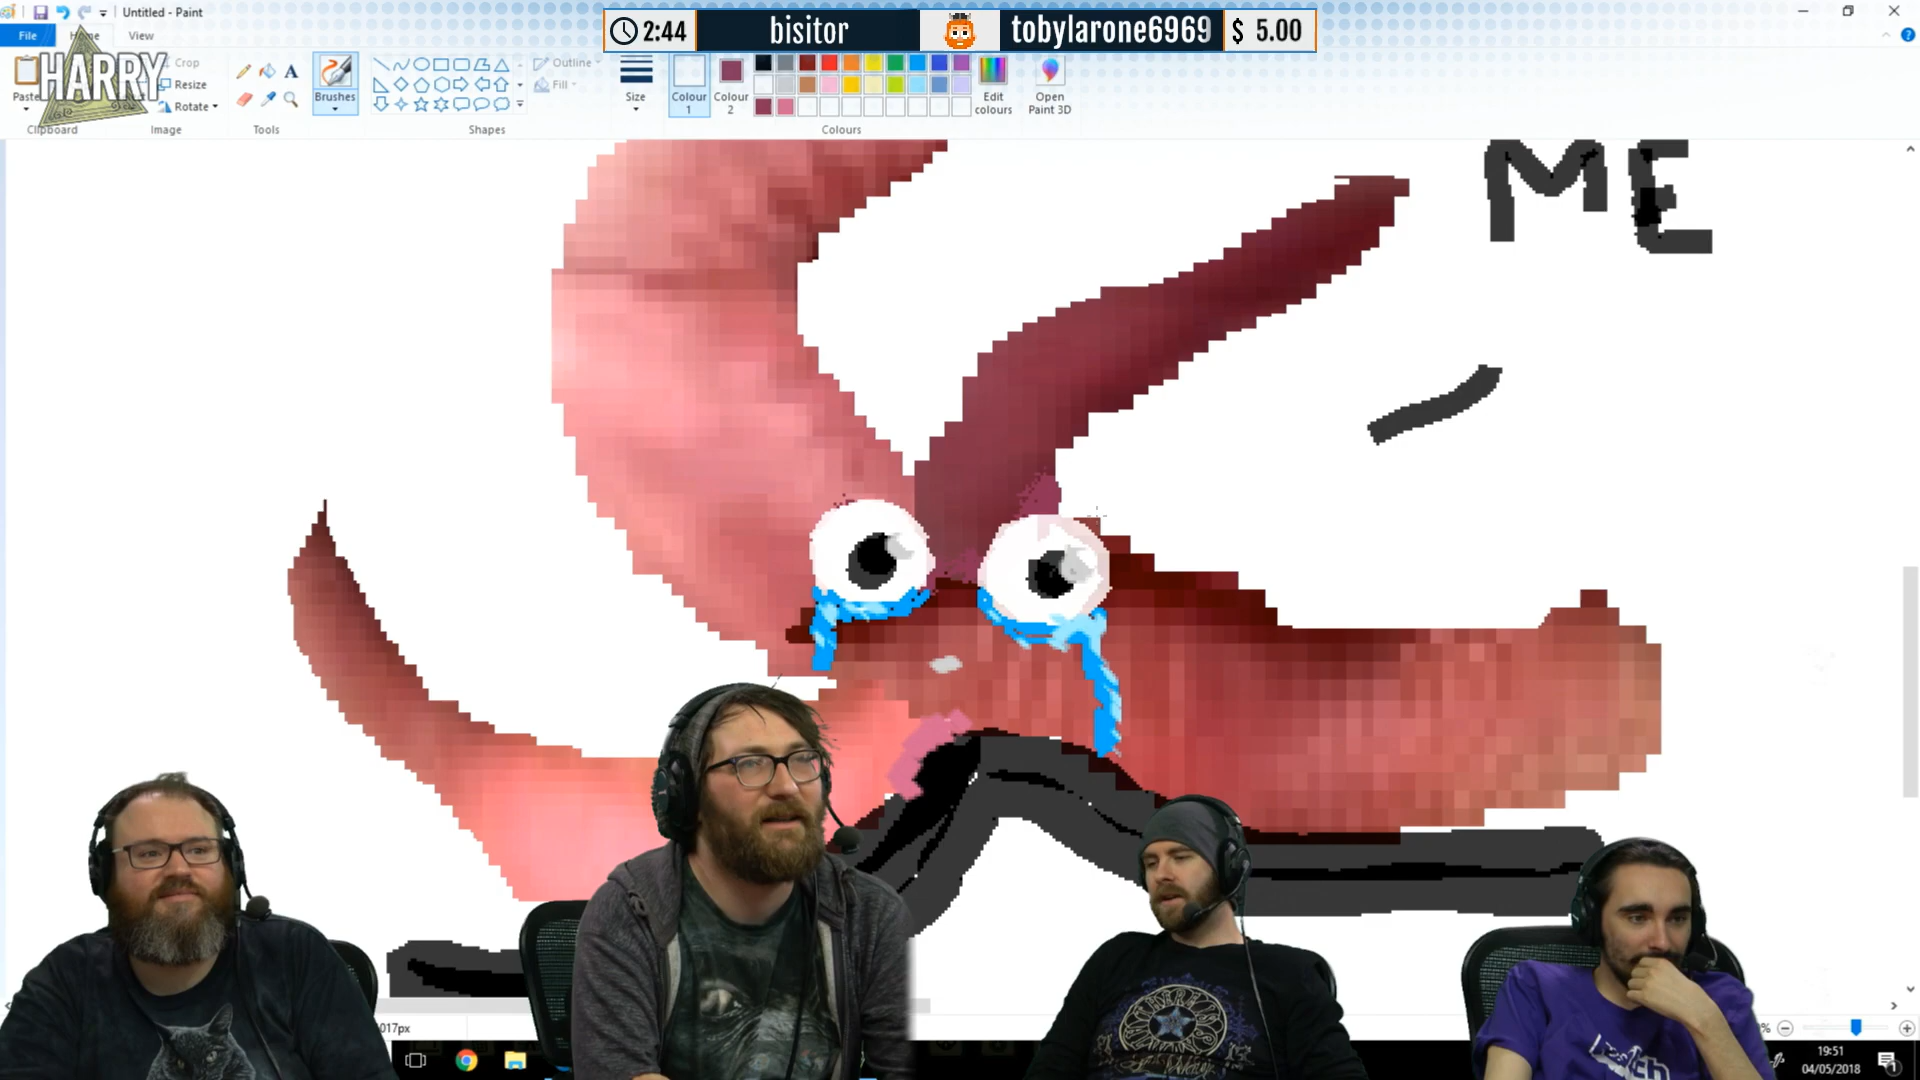 Untitled - Paint
2:44 bisitor tobylarone6969 $ 5.00
File Home View
HARRY
Paste
Crop
Resize
Rotate
Clipboard
Image
A
Tools
Brushes
Shapes
Outline
Fill
Size
Colour 1
Colour 2
Edit colours
Open Paint 3D
Colours
ME
017px
19:51
04/05/2018